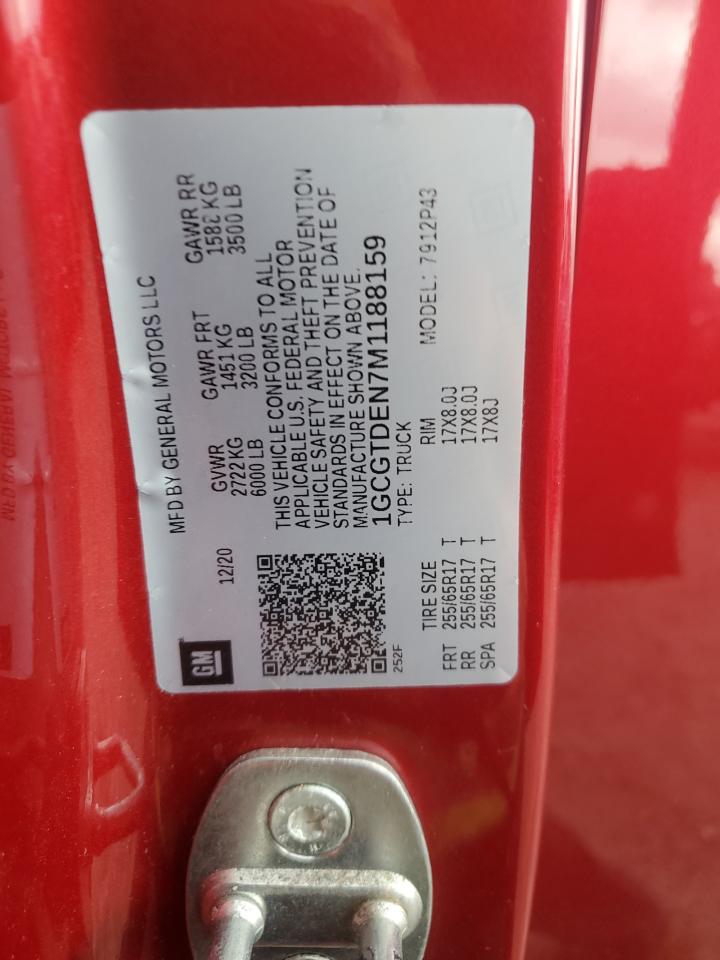 GM
12/20
MFD BY GENERAL MOTORS LLC
GVWR GAWR FRT GAWR RR
2722KG 1451 KG 1588 KG
6000 LB 3200 LB 3500 LB
THIS VEHICLE CONFORMS TO ALL
APPLICABLE U.S. FEDERAL MOTOR
VEHICLE SAFETY AND THEFT PREVENTION
STANDARDS IN EFFECT ON THE DATE OF
MANUFACTURE SHOWN ABOVE.
1GCGTDEN7M1188159
252F
TYPE: TRUCK
TIRE SIZE RIM MODEL: 7912P43
FRT 255/65R17 T 17X8.0J
RR 255/65R17 T 17X8.0J
SPA 255/65R17 T 17X8J